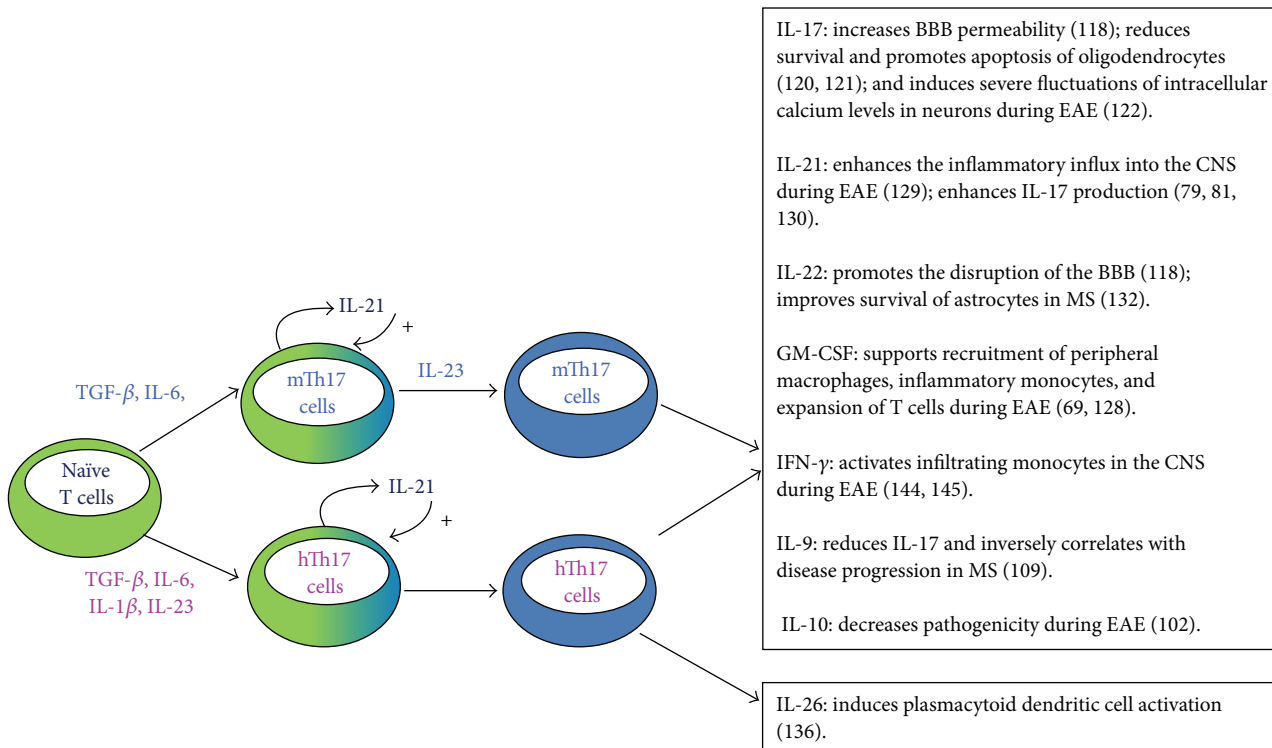 TGF-β, IL-6,
Naïve
T cells
TGF-β, IL-6,
IL-1β, IL-23
IL-21
+
mTh17
cells
IL-23
mTh17
cells
IL-21
+
hTh17
cells
hTh17
cells
IL-17: increases BBB permeability (118); reduces
survival and promotes apoptosis of oligodendrocytes
(120, 121); and induces severe fluctuations of intracellular
calcium levels in neurons during EAE (122).
IL-21: enhances the inflammatory influx into the CNS
during EAE (129); enhances IL-17 production (79, 81,
130).
IL-22: promotes the disruption of the BBB (118);
improves survival of astrocytes in MS (132).
GM-CSF: supports recruitment of peripheral
macrophages, inflammatory monocytes, and
expansion of T cells during EAE (69, 128).
IFN-γ: activates infiltrating monocytes in the CNS
during EAE (144, 145).
IL-9: reduces IL-17 and inversely correlates with
disease progression in MS (109).
IL-10: decreases pathogenicity during EAE (102).
IL-26: induces plasmacytoid dendritic cell activation
(136).